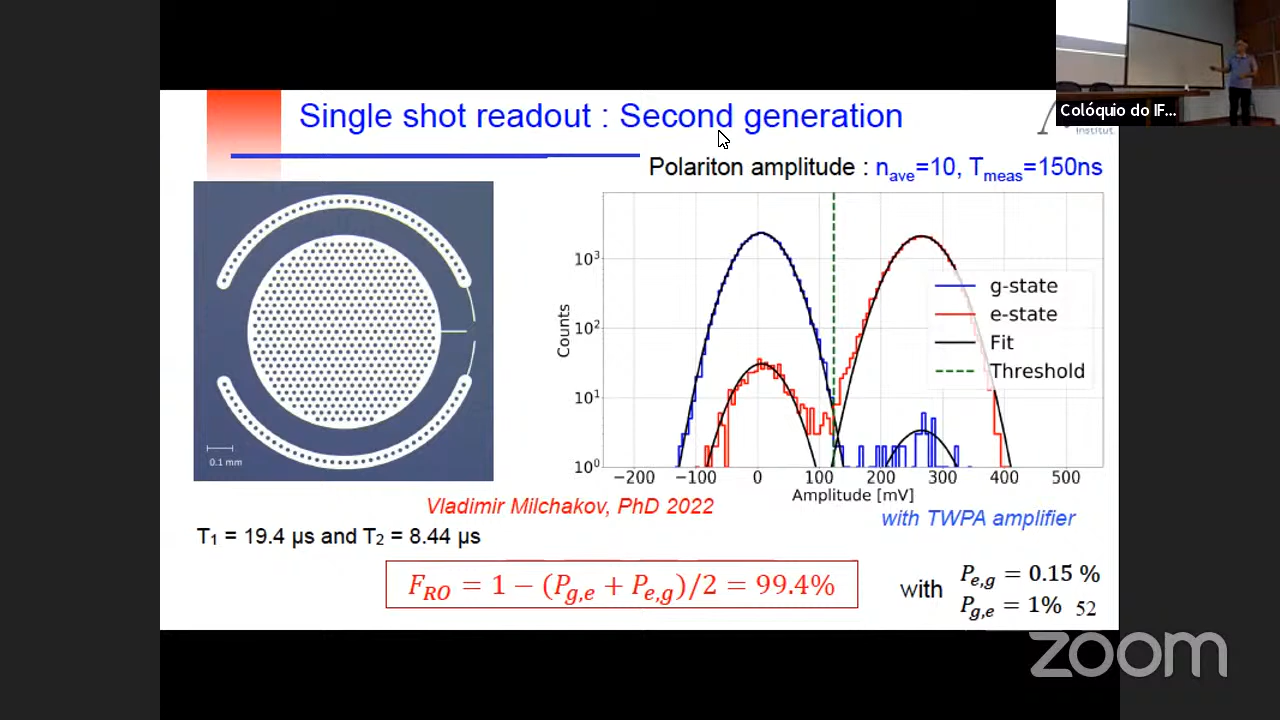 Single shot readout : Second generation
Colóquio do IF...
Institut
Polariton amplitude : n_ave=10, T_meas=150ns
0.1 mm
Counts
10³
10²
10¹
10⁰
g-state
e-state
Fit
Threshold
−200 −100 0 100 200 300 400 500
Amplitude [mV]
Vladimir Milchakov, PhD 2022
with TWPA amplifier
T₁ = 19.4 µs and T₂ = 8.44 µs
F_RO = 1 − (P_g,e + P_e,g)/2 = 99.4%
with
P_e,g = 0.15 %
P_g,e = 1% 52
zoom